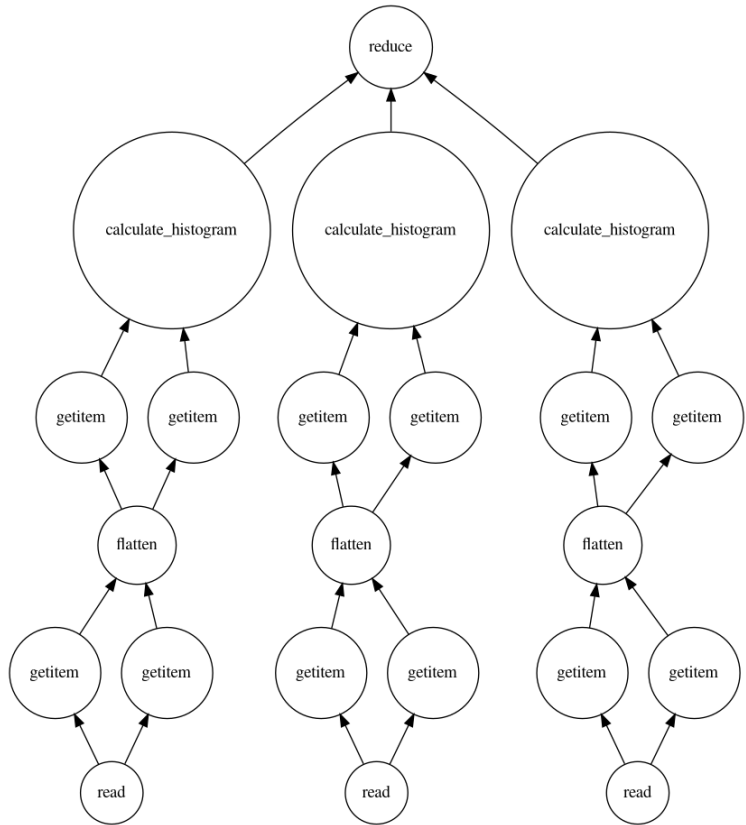 reduce
calculate_histogram calculate_histogram calculate_histogram
getitem getitem getitem getitem getitem getitem
flatten flatten flatten
getitem getitem getitem getitem getitem getitem
read read read